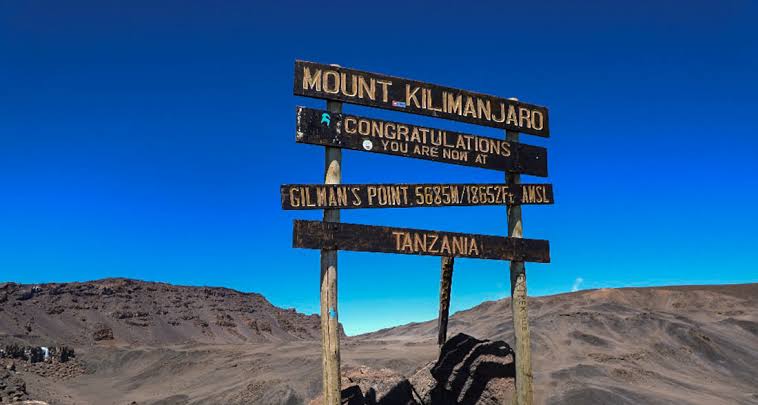 MOUNT KILIMANJARO
CONGRATULATIONS
YOU ARE NOW AT
GILMAN'S POINT, 5685M/18652Ft AMSL
TANZANIA